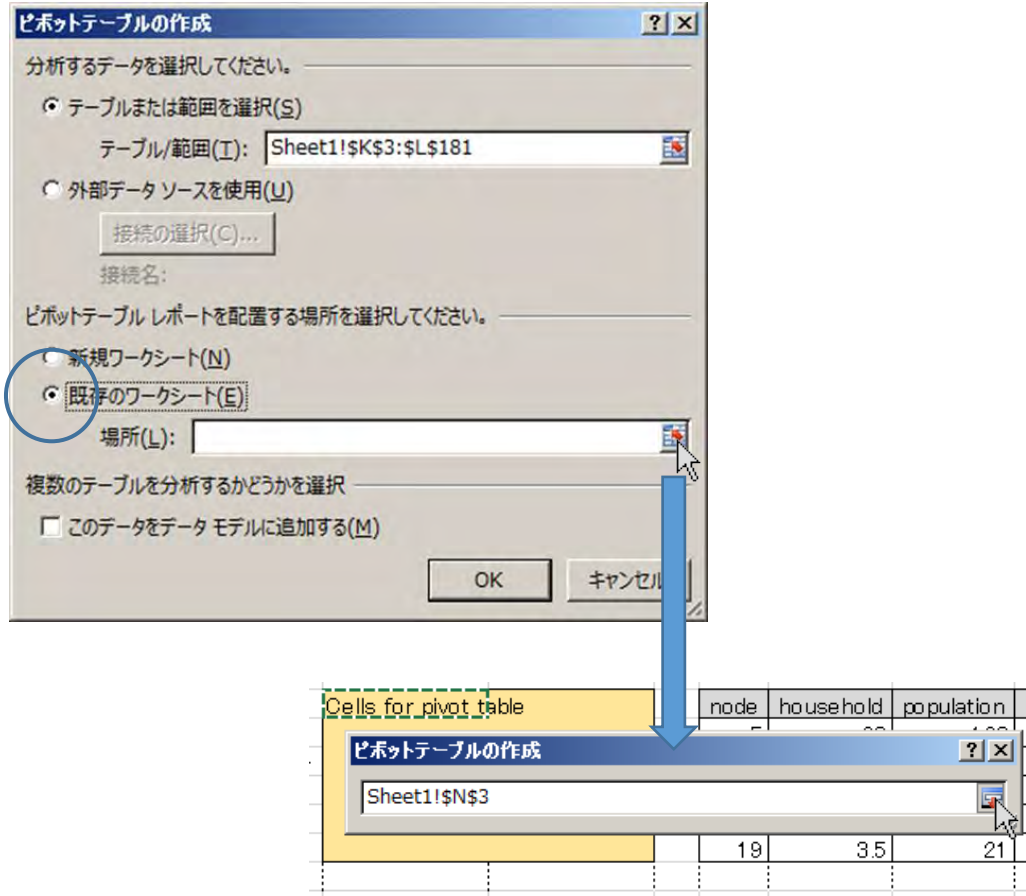 ピボットテーブルの作成
分析するデータを選択してください。
テーブルまたは範囲を選択(S)
テーブル/範囲(T): Sheet1!$K$3:$L$181
外部データ ソースを使用(U)
接続の選択(C)...
接続名:
ピボットテーブル レポートを配置する場所を選択してください。
新規ワークシート(N)
既存のワークシート(E)
場所(L):
複数のテーブルを分析するかどうかを選択
このデータをデータ モデルに追加する(M)
OK キャンセル
Cells for pivot table node household population
ピボットテーブルの作成
Sheet1!$N$3
19 3.5 21